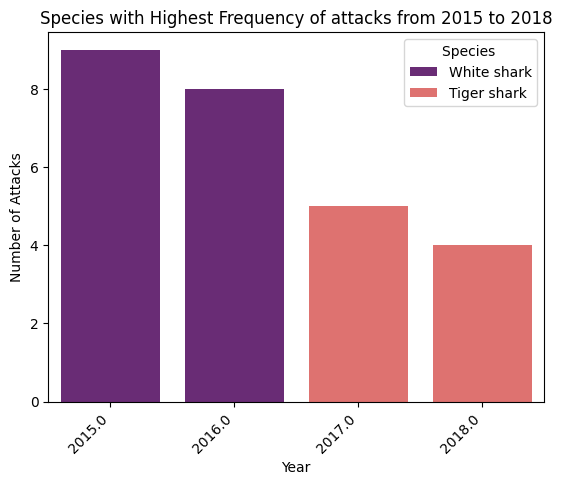 Species with Highest Frequency of attacks from 2015 to 2018
Species
White shark
Tiger shark
Number of Attacks
8
6
4
2
0
2015.0
2016.0
2017.0
2018.0
Year